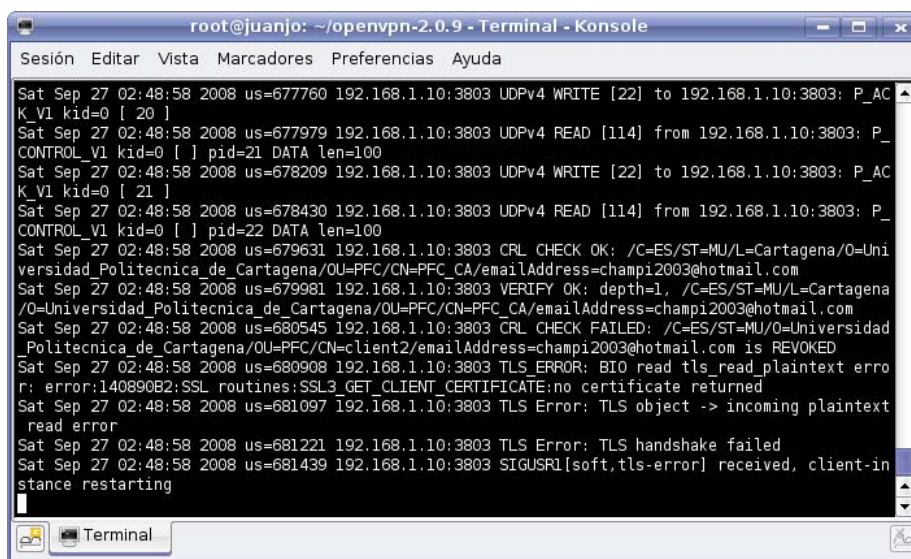 root@juanjo: ~/openvpn-2.0.9 - Terminal - Konsole
Sesión Editar Vista Marcadores Preferencias Ayuda
Sat Sep 27 02:48:58 2008 us=677760 192.168.1.10:3803 UDPv4 WRITE [22] to 192.168.1.10:3803: P_AC
K_V1 kid=0 [ 20 ]
Sat Sep 27 02:48:58 2008 us=677979 192.168.1.10:3803 UDPv4 READ [114] from 192.168.1.10:3803: P_
CONTROL_V1 kid=0 [ ] pid=21 DATA len=100
Sat Sep 27 02:48:58 2008 us=678209 192.168.1.10:3803 UDPv4 WRITE [22] to 192.168.1.10:3803: P_AC
K_V1 kid=0 [ 21 ]
Sat Sep 27 02:48:58 2008 us=678430 192.168.1.10:3803 UDPv4 READ [114] from 192.168.1.10:3803: P_
CONTROL_V1 kid=0 [ ] pid=22 DATA len=100
Sat Sep 27 02:48:58 2008 us=679631 192.168.1.10:3803 CRL CHECK OK: /C=ES/ST=MU/L=Cartagena/O=Uni
versidad_Politecnica_de_Cartagena/OU=PFC/CN=PFC_CA/emailAddress=champi2003@hotmail.com
Sat Sep 27 02:48:58 2008 us=679981 192.168.1.10:3803 VERIFY OK: depth=1, /C=ES/ST=MU/L=Cartagena
/O=Universidad_Politecnica_de_Cartagena/OU=PFC/CN=PFC_CA/emailAddress=champi2003@hotmail.com
Sat Sep 27 02:48:58 2008 us=680545 192.168.1.10:3803 CRL CHECK FAILED: /C=ES/ST=MU/O=Universidad
_Politecnica_de_Cartagena/OU=PFC/CN=client2/emailAddress=champi2003@hotmail.com is REVOKED
Sat Sep 27 02:48:58 2008 us=680908 192.168.1.10:3803 TLS_ERROR: BIO read tls_read_plaintext erro
r: error:140890B2:SSL routines:SSL3_GET_CLIENT_CERTIFICATE:no certificate returned
Sat Sep 27 02:48:58 2008 us=681097 192.168.1.10:3803 TLS Error: TLS object -> incoming plaintext
 read error
Sat Sep 27 02:48:58 2008 us=681221 192.168.1.10:3803 TLS Error: TLS handshake failed
Sat Sep 27 02:48:58 2008 us=681439 192.168.1.10:3803 SIGUSR1[soft,tls-error] received, client-in
stance restarting
Terminal